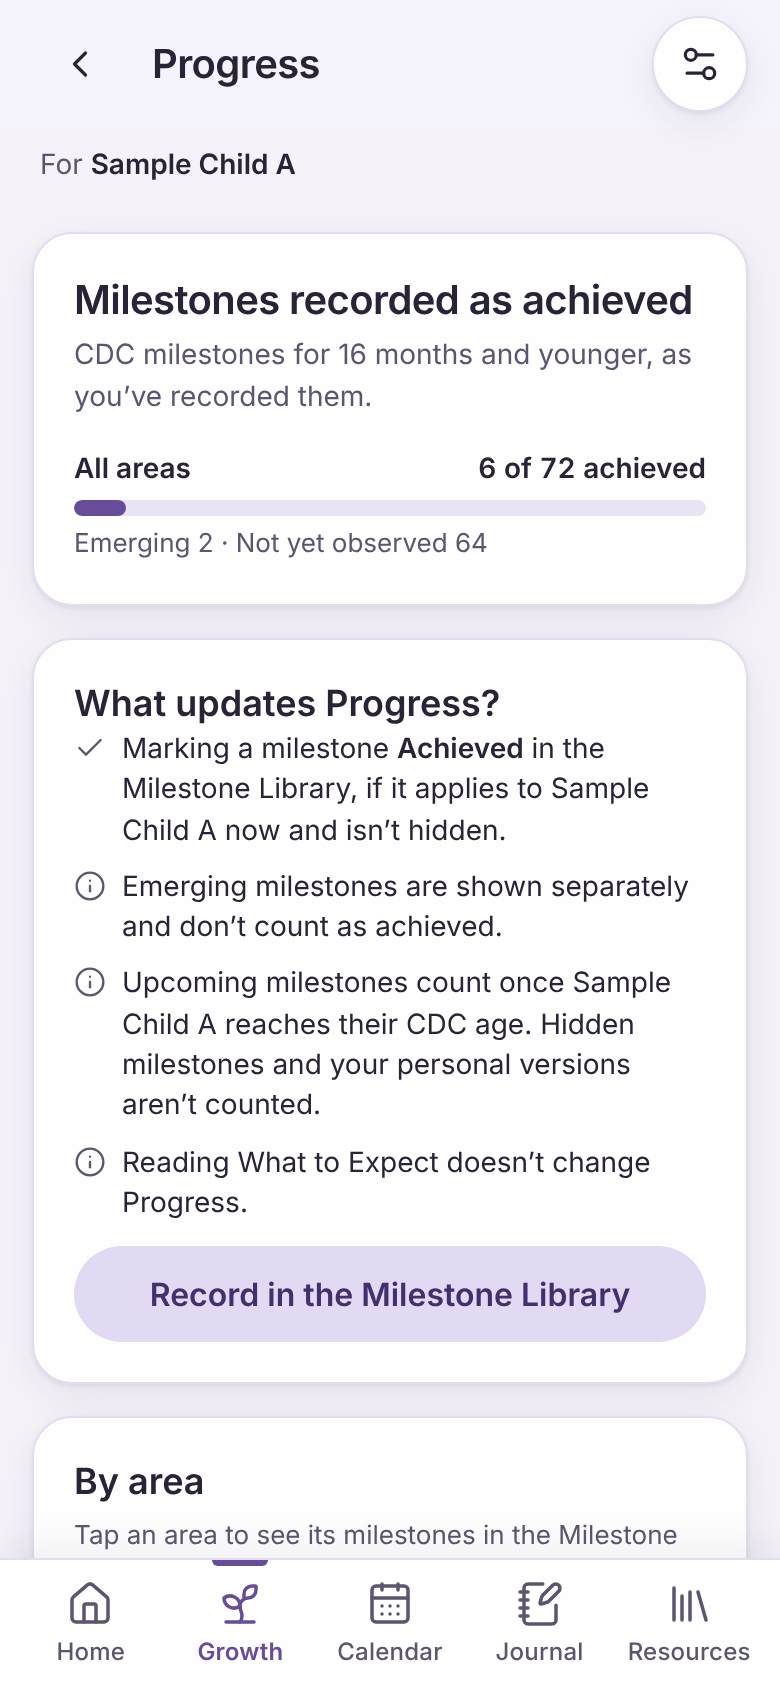 Progress
For Sample Child A
Milestones recorded as achieved
CDC milestones for 16 months and younger, as
you’ve recorded them.
All areas 6 of 72 achieved
Emerging 2 · Not yet observed 64
What updates Progress?
Marking a milestone Achieved in the
Milestone Library, if it applies to Sample
Child A now and isn’t hidden.
Emerging milestones are shown separately
and don’t count as achieved.
Upcoming milestones count once Sample
Child A reaches their CDC age. Hidden
milestones and your personal versions
aren’t counted.
Reading What to Expect doesn’t change
Progress.
Record in the Milestone Library
By area
Tap an area to see its milestones in the Milestone
Home Growth Calendar Journal Resources